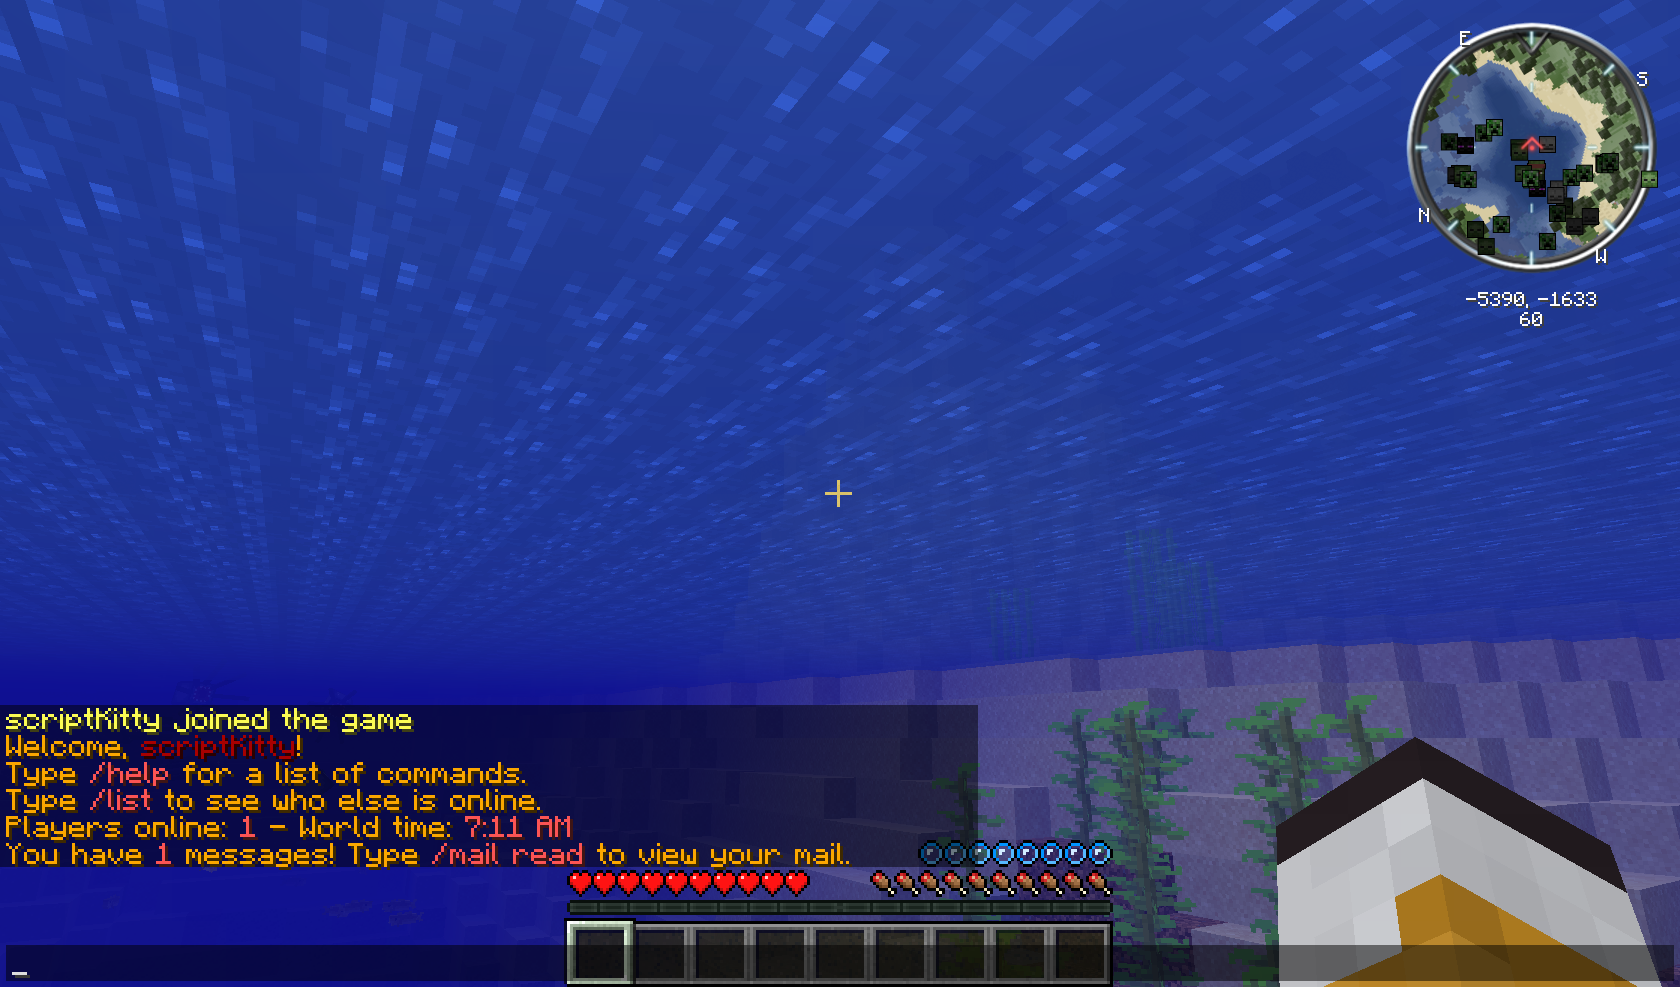 E
S
N
W
-5390, -1633
60
scriptKitty joined the game
Welcome, scriptKitty!
Type /help for a list of commands.
Type /list to see who else is online.
Players online: 1 - World time: 7:11 AM
You have 1 messages! Type /mail read to view your mail.
_